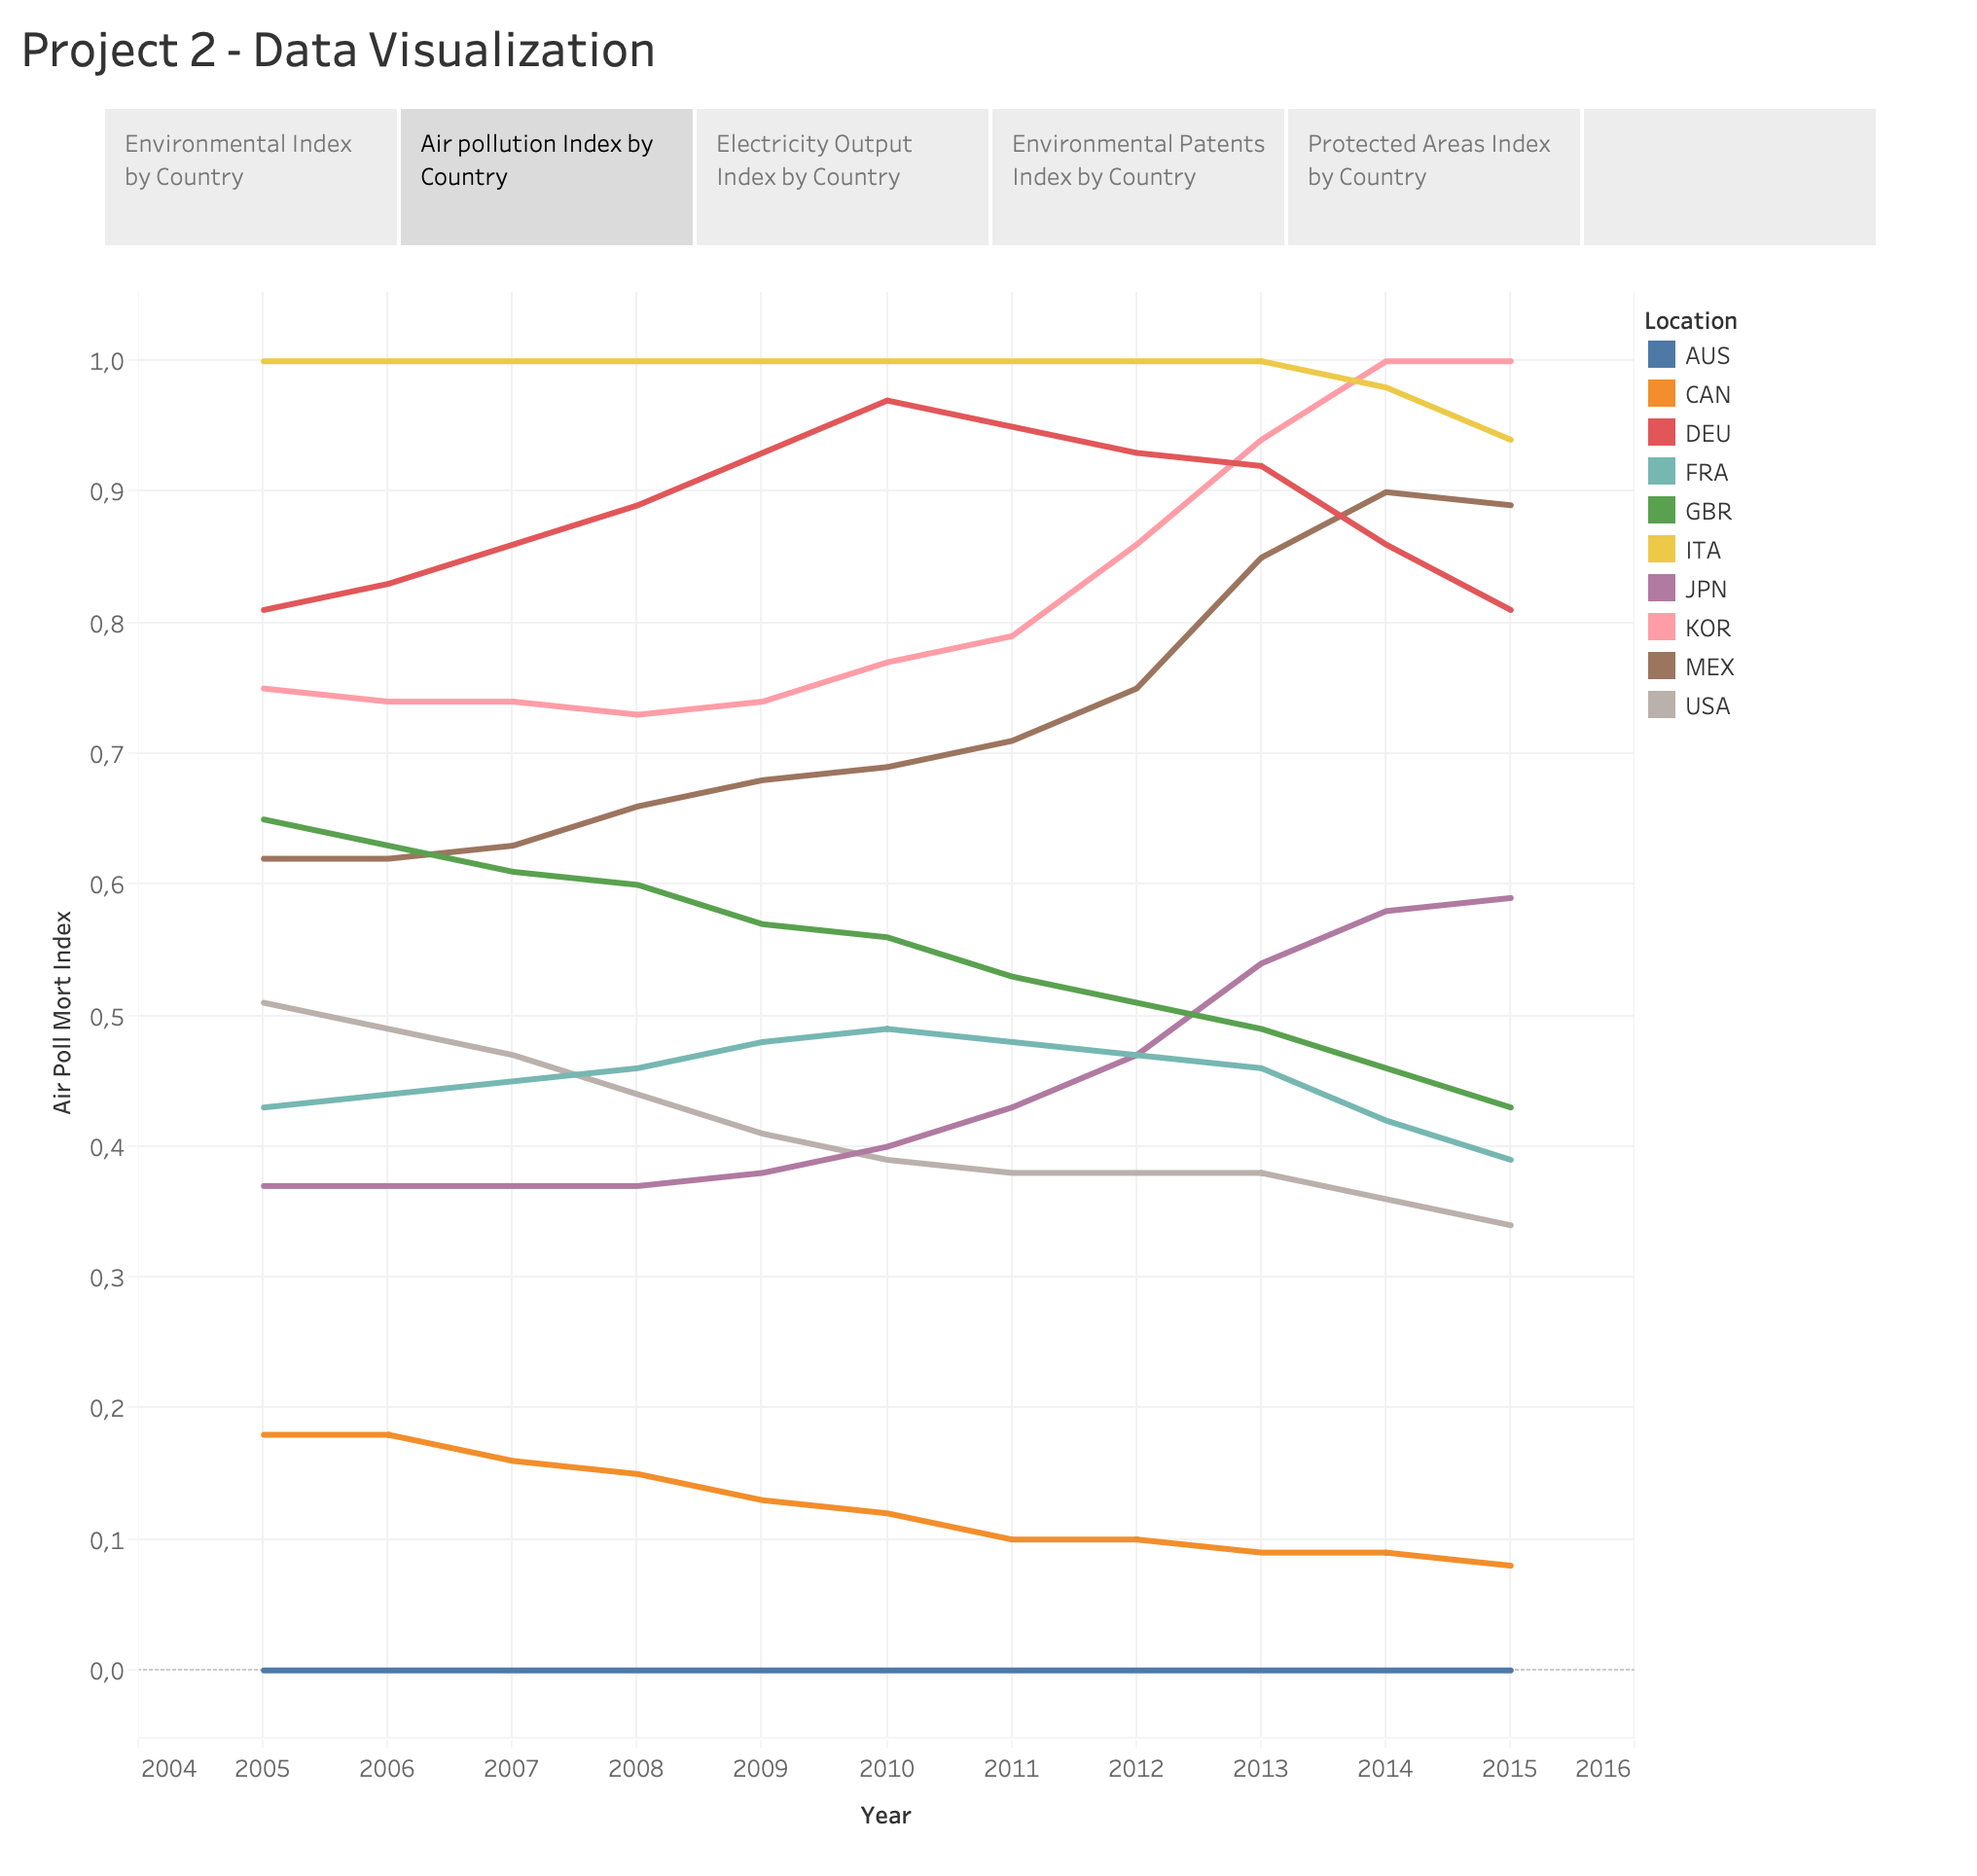 Project 2 - Data Visualization
Environmental Index
by Country
Air pollution Index by
Country
Electricity Output
Index by Country
Environmental Patents
Index by Country
Protected Areas Index
by Country
Location
AUS
CAN
DEU
FRA
GBR
ITA
JPN
KOR
MEX
USA
Air Poll Mort Index
1,0
0,9
0,8
0,7
0,6
0,5
0,4
0,3
0,2
0,1
0,0
2004 2005 2006 2007 2008 2009 2010 2011 2012 2013 2014 2015 2016
Year